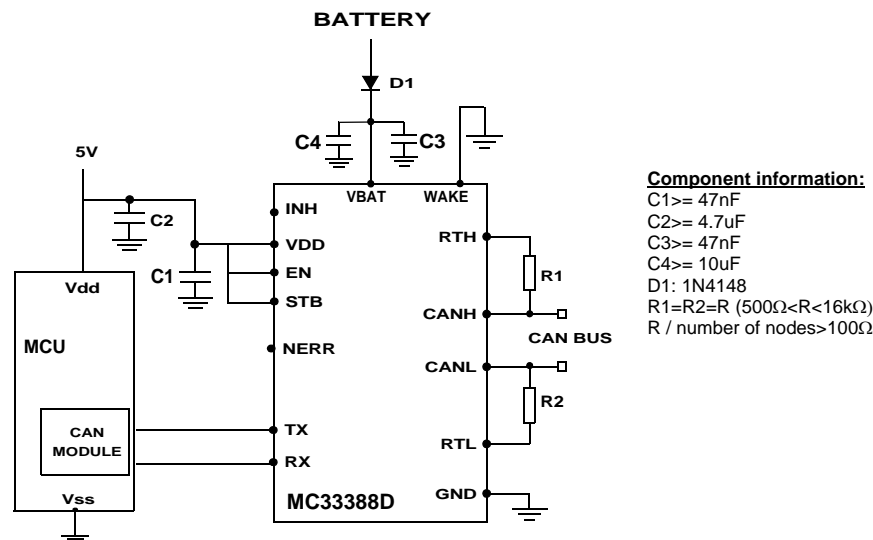 BATTERY
D1
C4
C3
5V
C2
C1
VBAT
WAKE
INH
VDD
EN
STB
NERR
TX
RX
RTH
CANH
CANL
RTL
GND
MC33388D
R1
CAN BUS
R2
Vdd
MCU
CAN
MODULE
Vss
Component information:
C1>= 47nF
C2>= 4.7uF
C3>= 47nF
C4>= 10uF
D1: 1N4148
R1=R2=R (500Ω<R<16kΩ)
R / number of nodes>100Ω